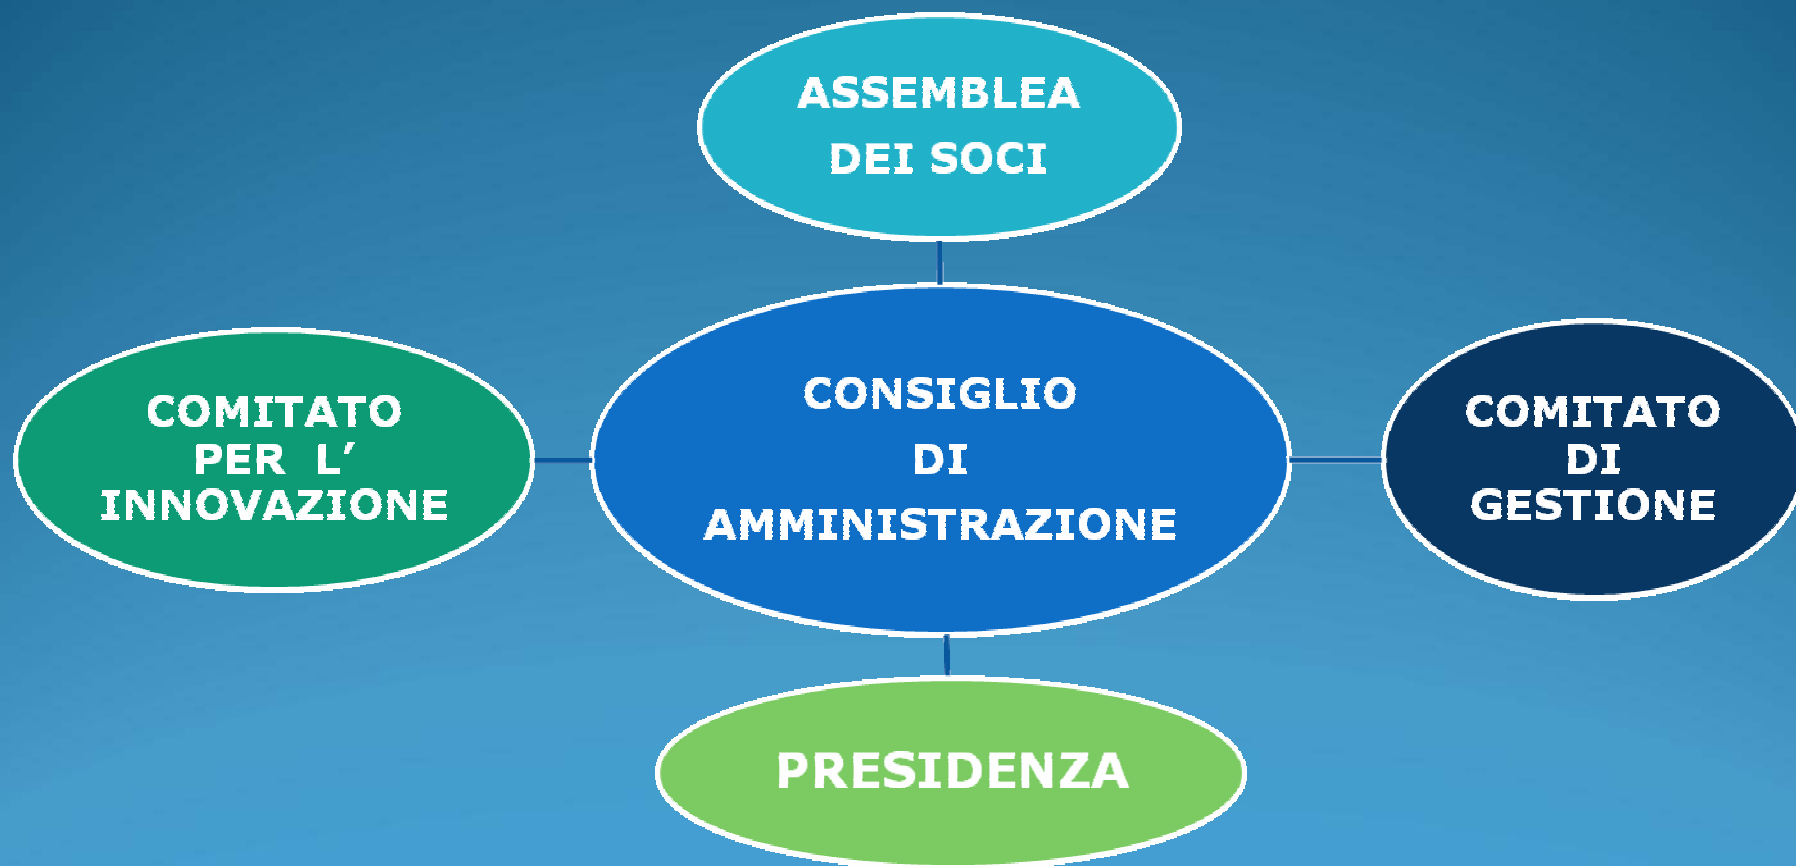 ASSEMBLEA
DEI SOCI
COMITATO
PER L’
INNOVAZIONE
CONSIGLIO
DI
AMMINISTRAZIONE
COMITATO
DI
GESTIONE
PRESIDENZA